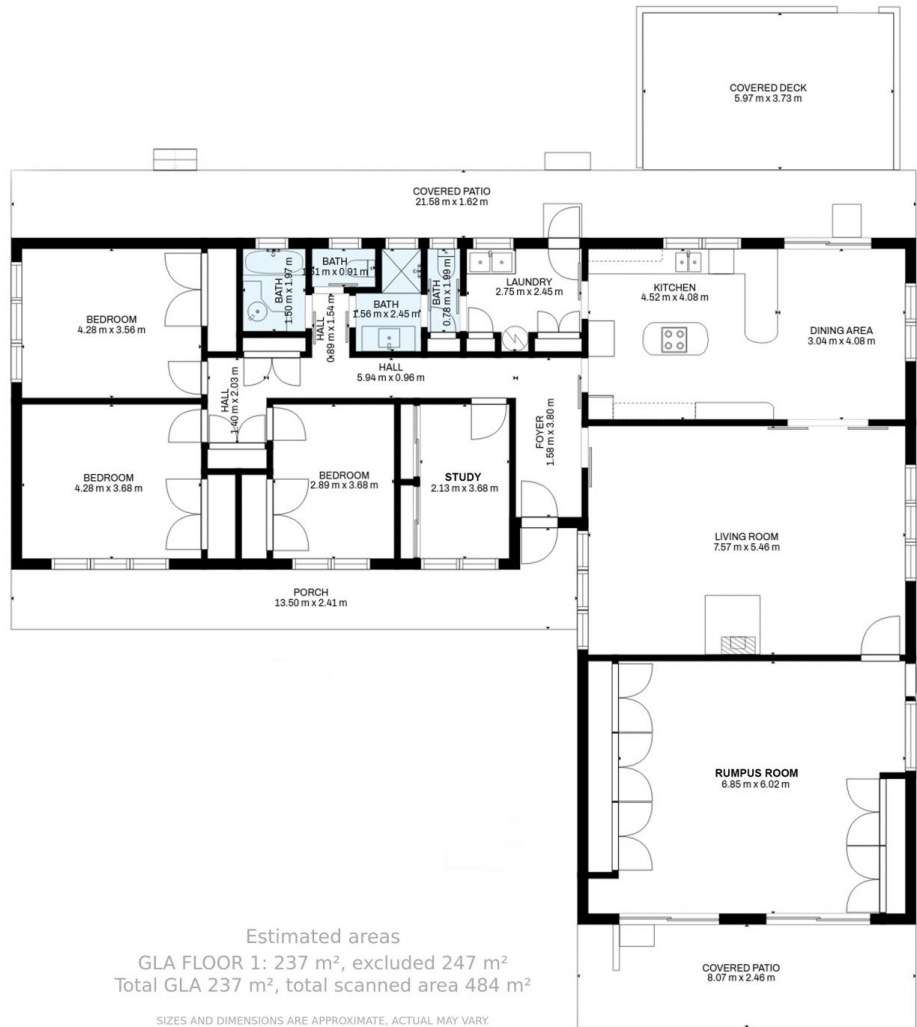 COVERED DECK
5.97 m x 3.73 m
COVERED PATIO
21.58 m x 1.62 m
BEDROOM
4.28 m x 3.56 m
BATH
1.50 m x 1.97 m
BATH
1.51 m x 0.91 m
HALL
0.89 m x 1.54 m
BATH
1.56 m x 2.45 m
BATH
0.78 m x 1.99 m
LAUNDRY
2.75 m x 2.45 m
KITCHEN
4.52 m x 4.08 m
DINING AREA
3.04 m x 4.08 m
HALL
5.94 m x 0.96 m
HALL
1.40 m x 2.03 m
FOYER
1.58 m x 3.80 m
BEDROOM
4.28 m x 3.68 m
BEDROOM
2.89 m x 3.68 m
STUDY
2.13 m x 3.68 m
LIVING ROOM
7.57 m x 5.46 m
PORCH
13.50 m x 2.41 m
RUMPUS ROOM
6.85 m x 6.02 m
COVERED PATIO
8.07 m x 2.46 m
Estimated areas
GLA FLOOR 1: 237 m², excluded 247 m²
Total GLA 237 m², total scanned area 484 m²
SIZES AND DIMENSIONS ARE APPROXIMATE, ACTUAL MAY VARY.